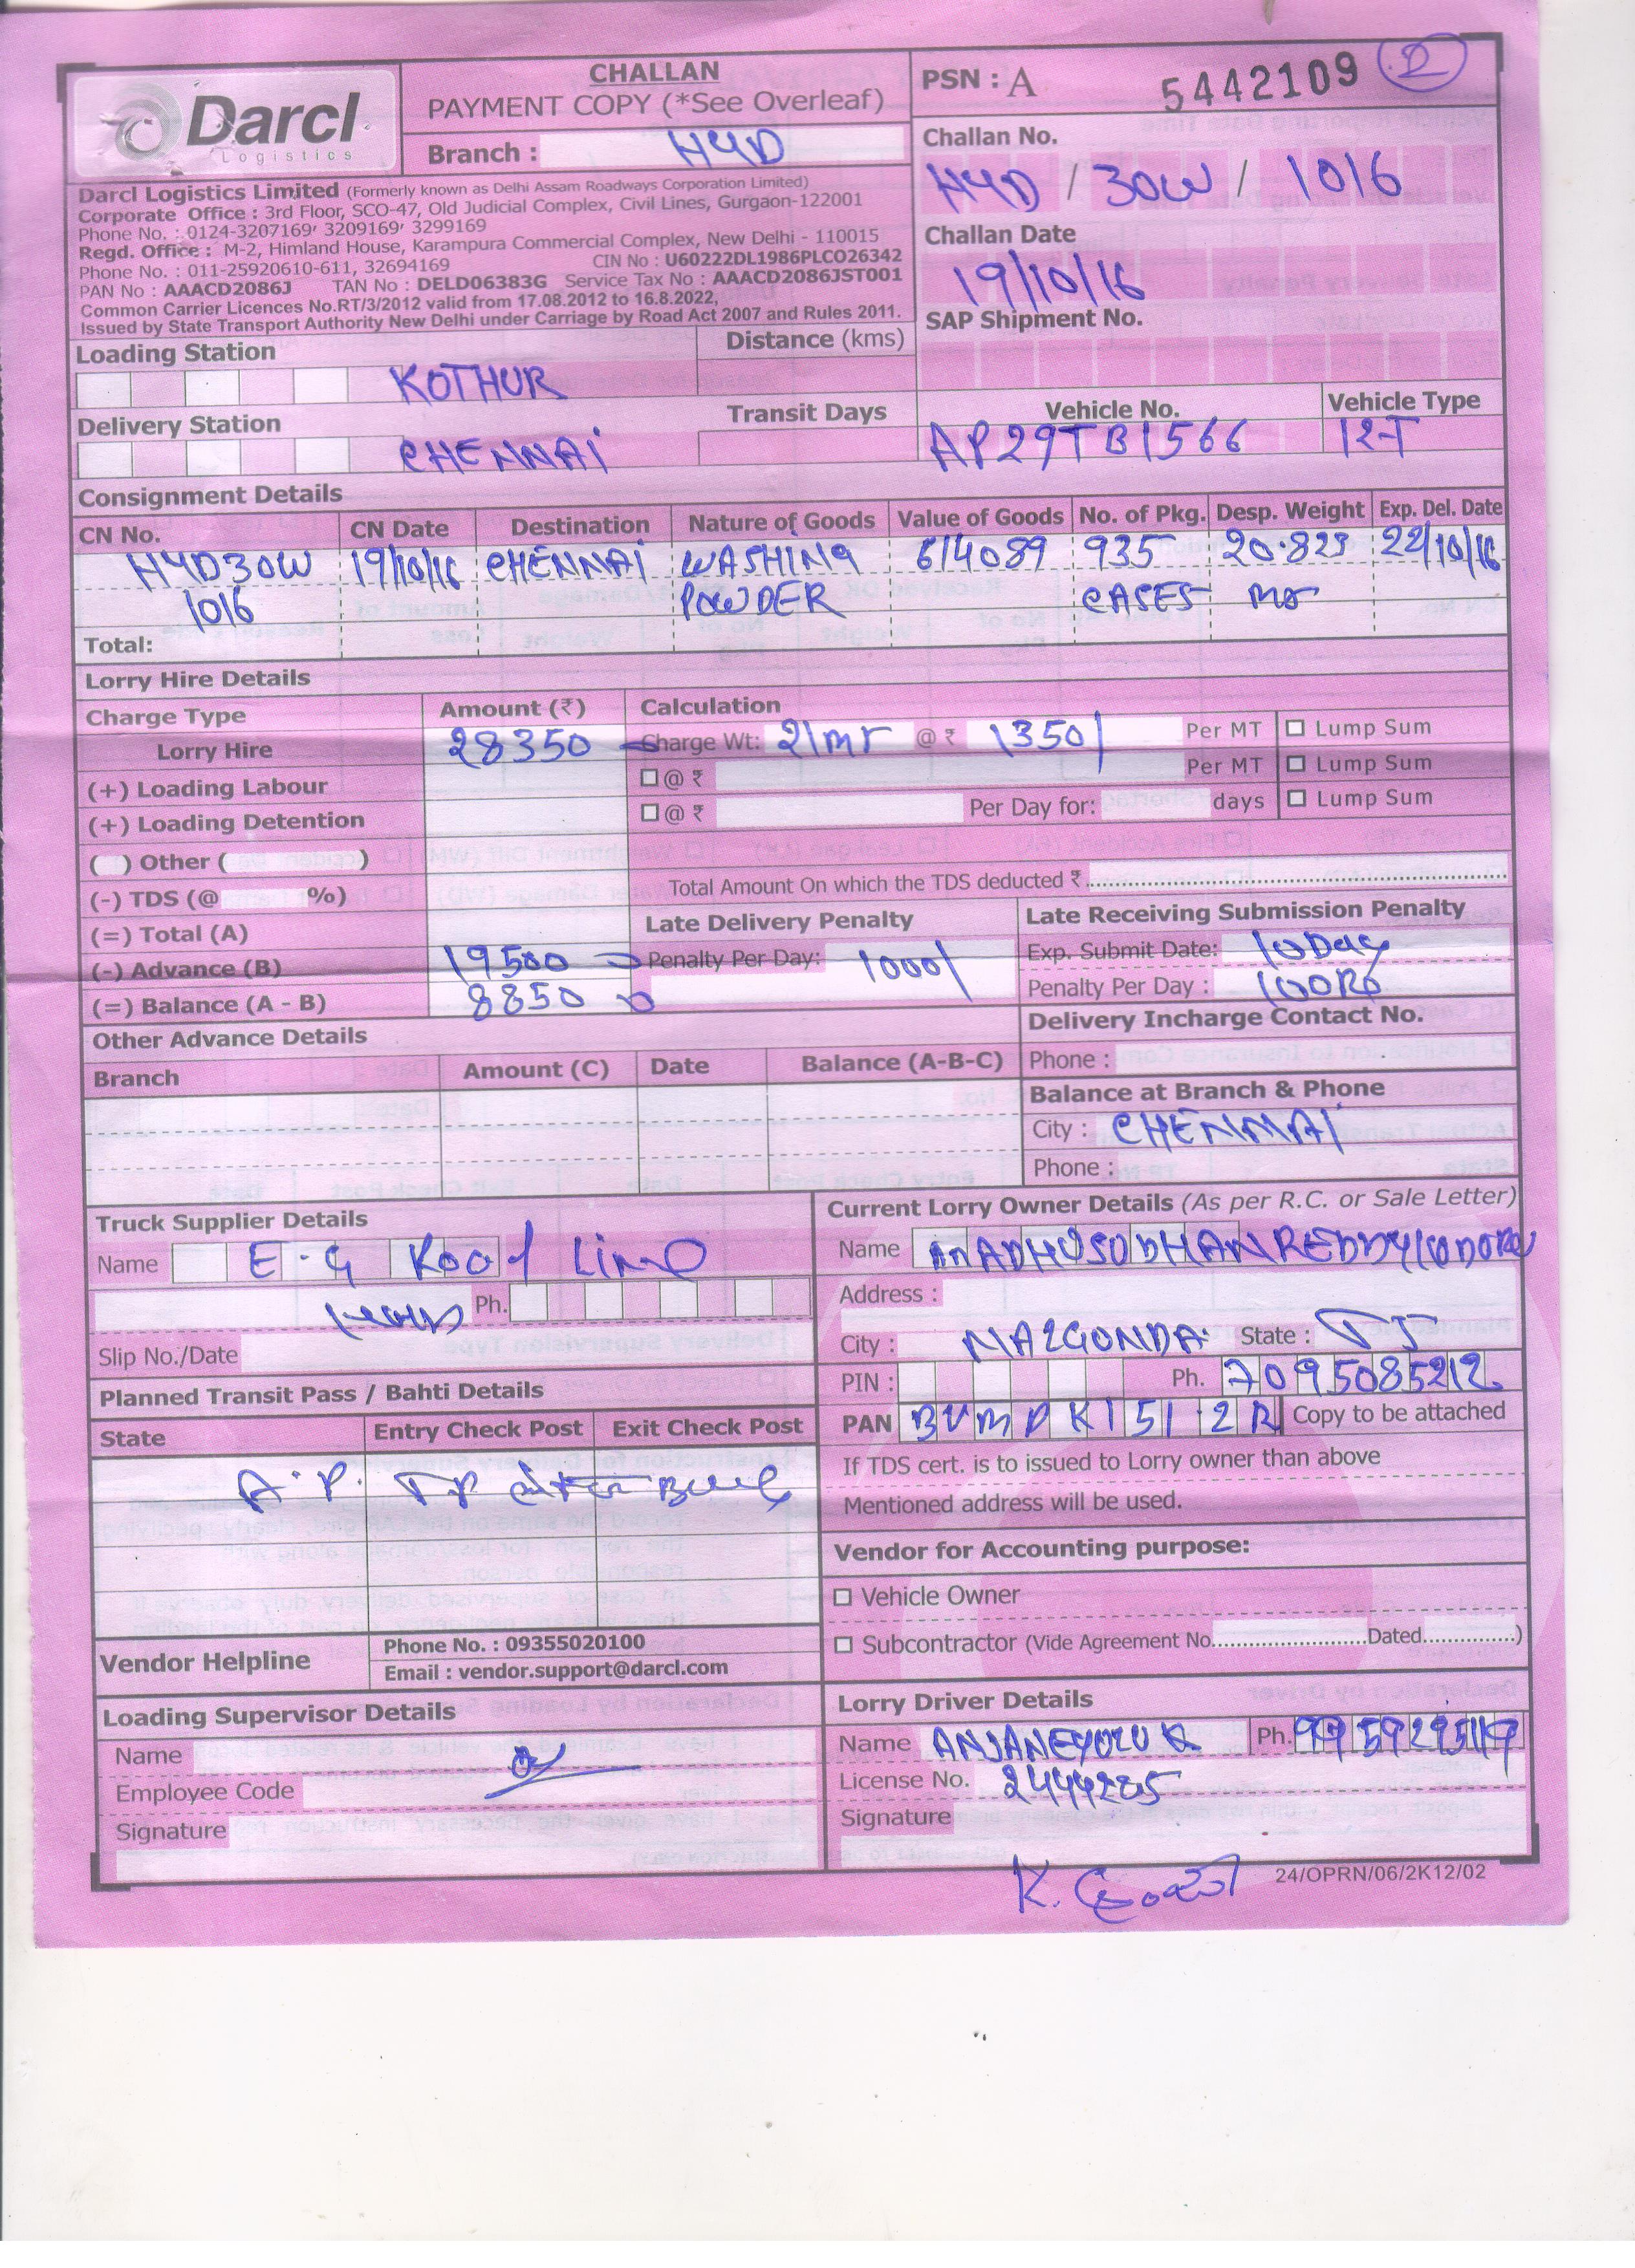 Darcl
Logistics
CHALLAN
PAYMENT COPY (*See Overleaf)
Branch : HYD
PSN : A 5442109
Challan No.
HYD / 30W / 1016
Challan Date
19/10/16
SAP Shipment No.
Darcl Logistics Limited (Formerly known as Delhi Assam Roadways Corporation Limited)
Corporate Office : 3rd Floor, SCO-47, Old Judicial Complex, Civil Lines, Gurgaon-122001
Phone No. : 0124-3207169, 3209169, 3299169
Regd. Office : M-2, Himland House, Karampura Commercial Complex, New Delhi - 110015
Phone No. : 011-25920610-611, 32694169 CIN No : U60222DL1986PLCO26342
PAN No : AAACD2086J TAN No : DELD06383G Service Tax No : AAACD2086JST001
Common Carrier Licences No.RT/3/2012 valid from 17.08.2012 to 16.8.2022,
Issued by State Transport Authority New Delhi under Carriage by Road Act 2007 and Rules 2011.
Loading Station KOTHUR Distance (kms)
Delivery Station CHENNAI Transit Days
Vehicle No. Vehicle Type
AP29TB1566 12-T
Consignment Details
CN No. CN Date Destination Nature of Goods Value of Goods No. of Pkg. Desp. Weight Exp. Del. Date
HYD30W 19/10/16 CHENNAI WASHING 614089 935 20.823 22/10/16
1016 POWDER CASES MT
Total:
Lorry Hire Details
Charge Type Amount (₹) Calculation
Lorry Hire 28350 Charge Wt: 21MT @ ₹ 1350/ Per MT Lump Sum
(+) Loading Labour @ ₹ Per MT Lump Sum
(+) Loading Detention @ ₹ Per Day for: days Lump Sum
( ) Other ( )
(-) TDS (@ %) Total Amount On which the TDS deducted ₹
(=) Total (A) Late Delivery Penalty Late Receiving Submission Penalty
(-) Advance (B) 19500 Penalty Per Day: 1000/ Exp. Submit Date: 10 Day
(=) Balance (A - B) 8850 Penalty Per Day : 100Rs
Other Advance Details Delivery Incharge Contact No.
Branch Amount (C) Date Balance (A-B-C) Phone :
Balance at Branch & Phone
City : CHENNAI
Phone :
Truck Supplier Details
Name E.G Roof Line
Ph.
Slip No./Date
Current Lorry Owner Details (As per R.C. or Sale Letter)
Name MADHUSUDHAN REDDY
Address :
City : NALGONDA State :
PIN : Ph. 7095085212
PAN Copy to be attached
If TDS cert. is to issued to Lorry owner than above
Mentioned address will be used.
Planned Transit Pass / Bahti Details
State Entry Check Post Exit Check Post
A.P. TP
Vendor for Accounting purpose:
Vehicle Owner
Subcontractor (Vide Agreement No. Dated )
Vendor Helpline
Phone No. : 09355020100
Email : vendor.support@darcl.com
Loading Supervisor Details
Name
Employee Code
Signature
Lorry Driver Details
Name ANJANEYULU K. Ph.
License No. 2444285
Signature
K.
24/OPRN/06/2K12/02